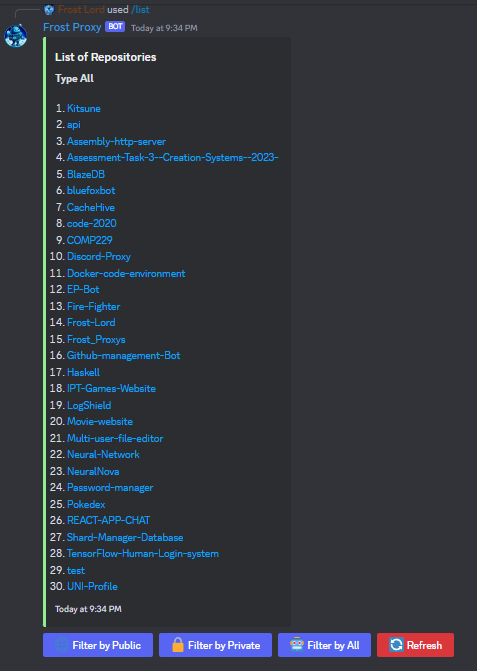 Frost Lord used /list
Frost Proxy BOT Today at 9:34 PM
List of Repositories
Type All
1. Kitsune
2. api
3. Assembly-http-server
4. Assessment-Task-3--Creation-Systems--2023-
5. BlazeDB
6. bluefoxbot
7. CacheHive
8. code-2020
9. COMP229
10. Discord-Proxy
11. Docker-code-environment
12. EP-Bot
13. Fire-Fighter
14. Frost-Lord
15. Frost_Proxys
16. Github-management-Bot
17. Haskell
18. IPT-Games-Website
19. LogShield
20. Movie-website
21. Multi-user-file-editor
22. Neural-Network
23. NeuralNova
24. Password-manager
25. Pokedex
26. REACT-APP-CHAT
27. Shard-Manager-Database
28. TensorFlow-Human-Login-system
29. test
30. UNI-Profile
Today at 9:34 PM
Filter by Public Filter by Private Filter by All Refresh